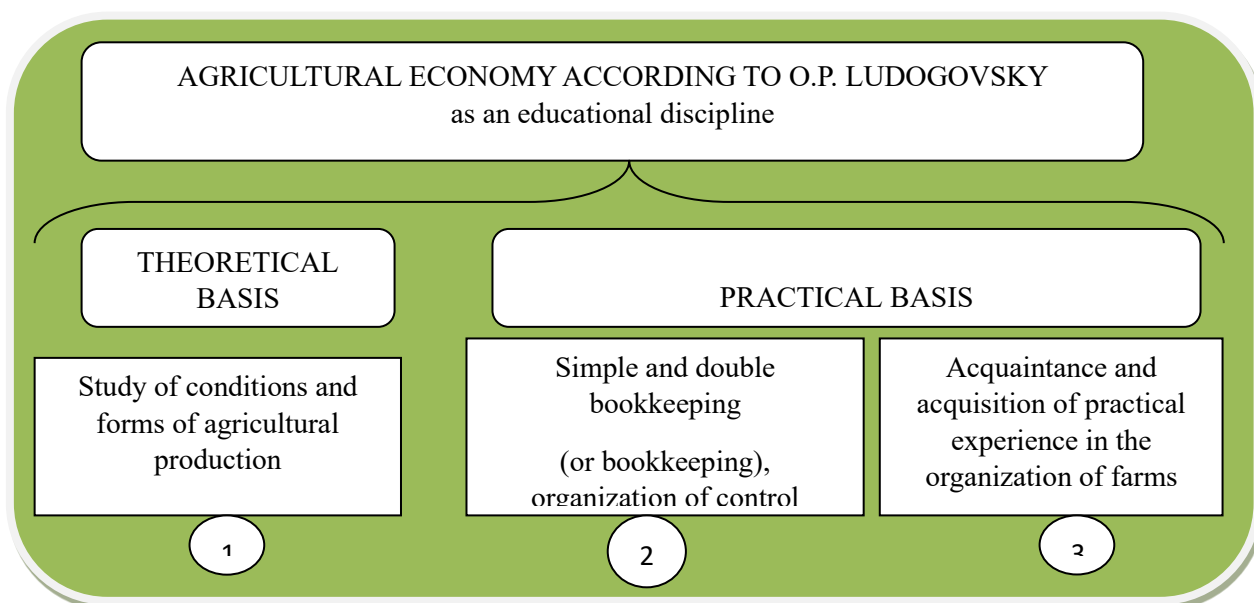 AGRICULTURAL ECONOMY ACCORDING TO O.P. LUDOGOVSKY
as an educational discipline
THEORETICAL
BASIS
PRACTICAL BASIS
Study of conditions and
forms of agricultural
production
Simple and double
bookkeeping
(or bookkeeping),
organization of control
Acquaintance and
acquisition of practical
experience in the
organization of farms
1
2
3